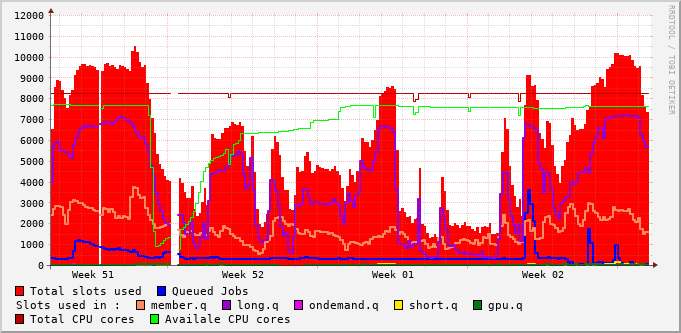 RRDTOOL / TOBI OETIKER
12000
11000
10000
9000
8000
7000
6000
5000
4000
3000
2000
1000
0
Week 51 Week 52 Week 01 Week 02
Total slots used Queued Jobs
Slots used in : member.q long.q ondemand.q short.q gpu.q
Total CPU cores Availale CPU cores